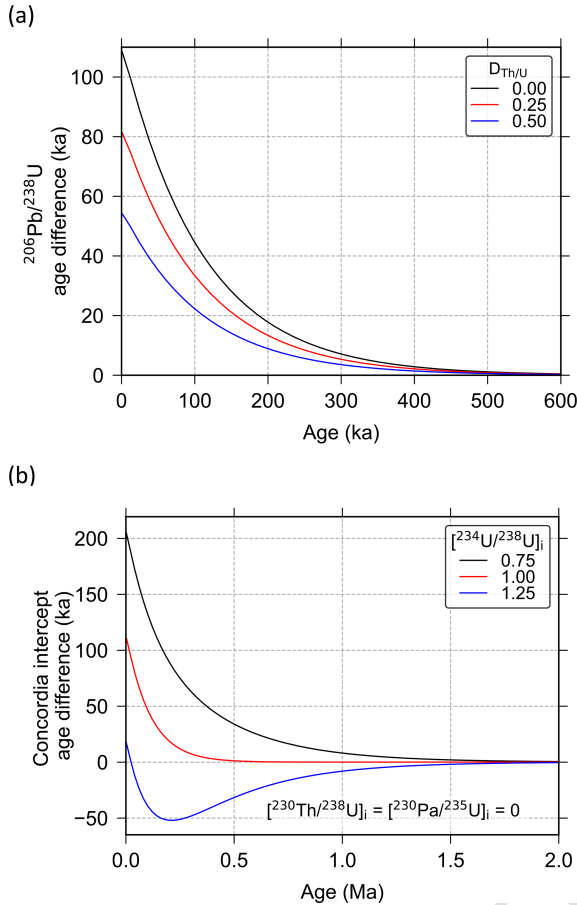 (a)
D_Th/U
0.00
0.25
0.50
100
80
60
40
20
0
²⁰⁶Pb/²³⁸U
age difference (ka)
0 100 200 300 400 500 600
Age (ka)
(b)
[²³⁴U/²³⁸U]ᵢ
0.75
1.00
1.25
200
150
100
50
0
−50
Concordia intercept
age difference (ka)
[²³⁰Th/²³⁸U]ᵢ = [²³⁰Pa/²³⁵U]ᵢ = 0
0.0 0.5 1.0 1.5 2.0
Age (Ma)